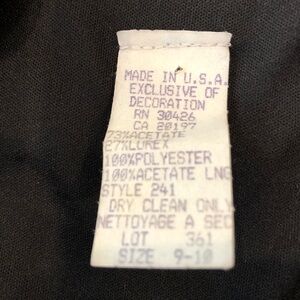 MADE IN U.S.A.
EXCLUSIVE OF
DECORATION
RN 30426
CA 20197
73%ACETATE
27%LUREX
100%POLYESTER
100%ACETATE LNG
STYLE 241
DRY CLEAN ONLY
NETTOYAGE A SEC
LOT 361
SIZE 9-10